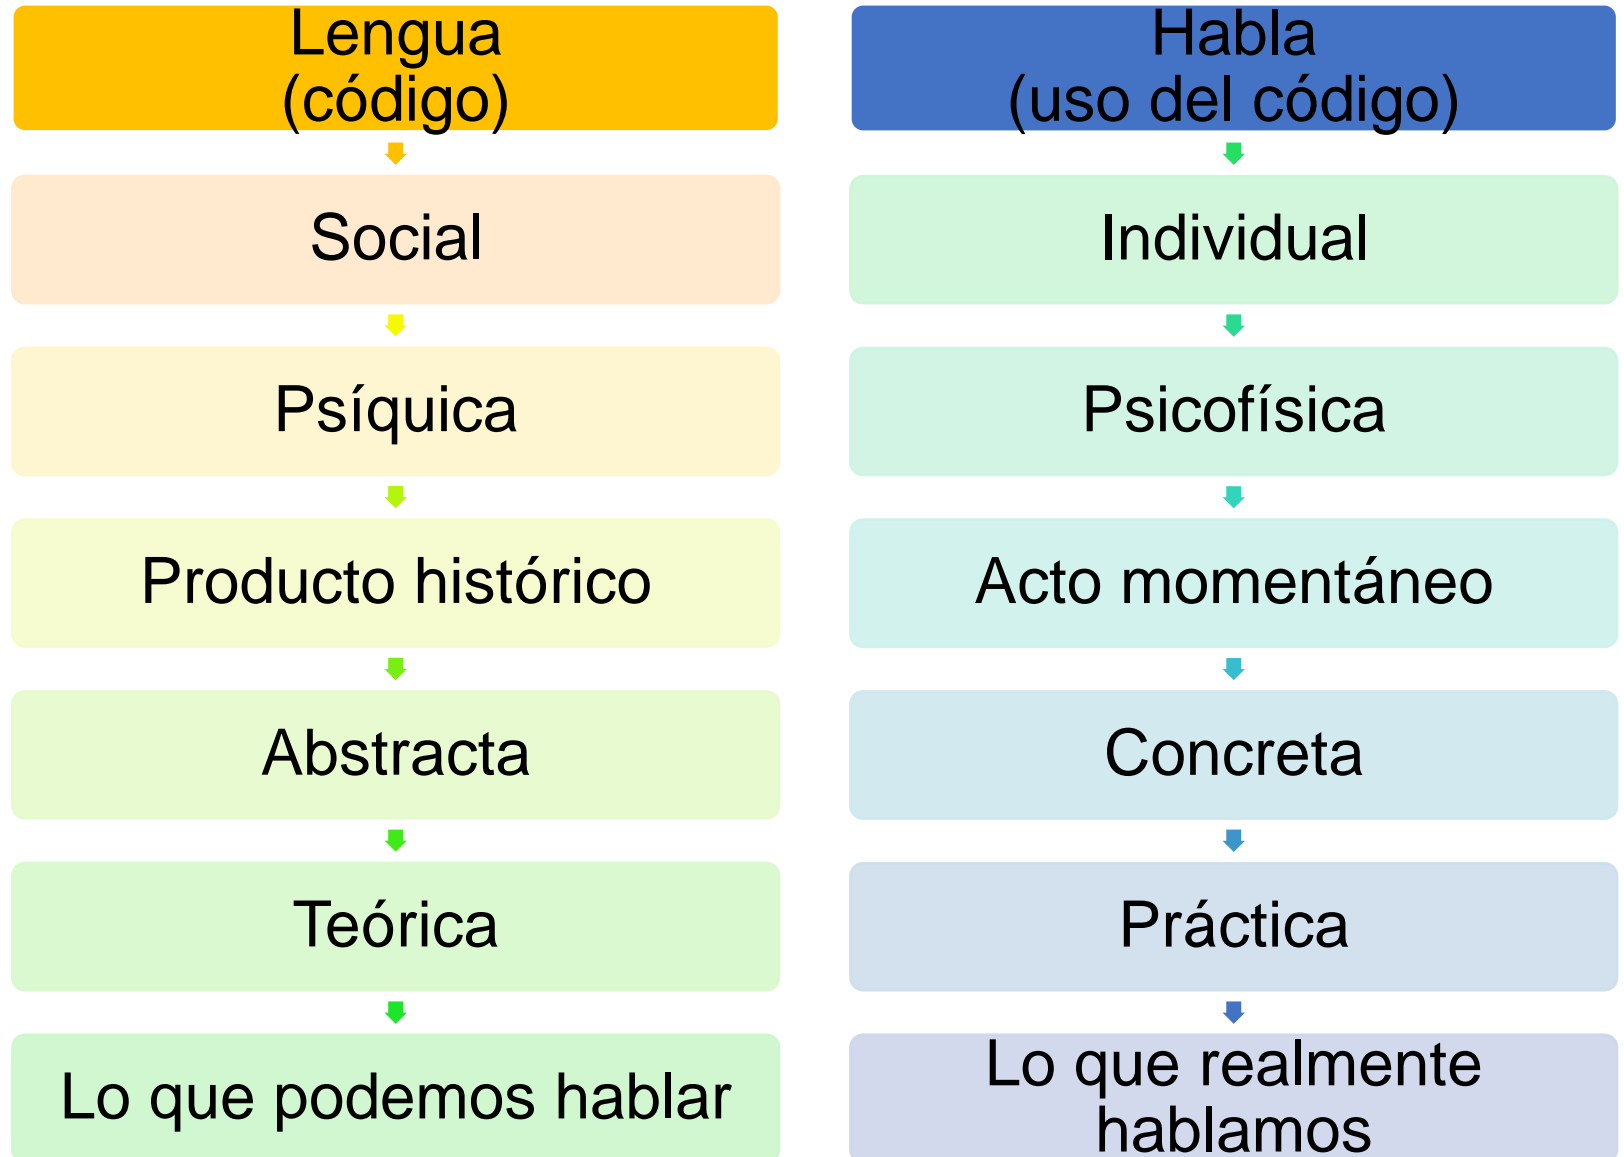 Lengua
(código)
Social
Psíquica
Producto histórico
Abstracta
Teórica
Lo que podemos hablar
Habla
(uso del código)
Individual
Psicofísica
Acto momentáneo
Concreta
Práctica
Lo que realmente
hablamos